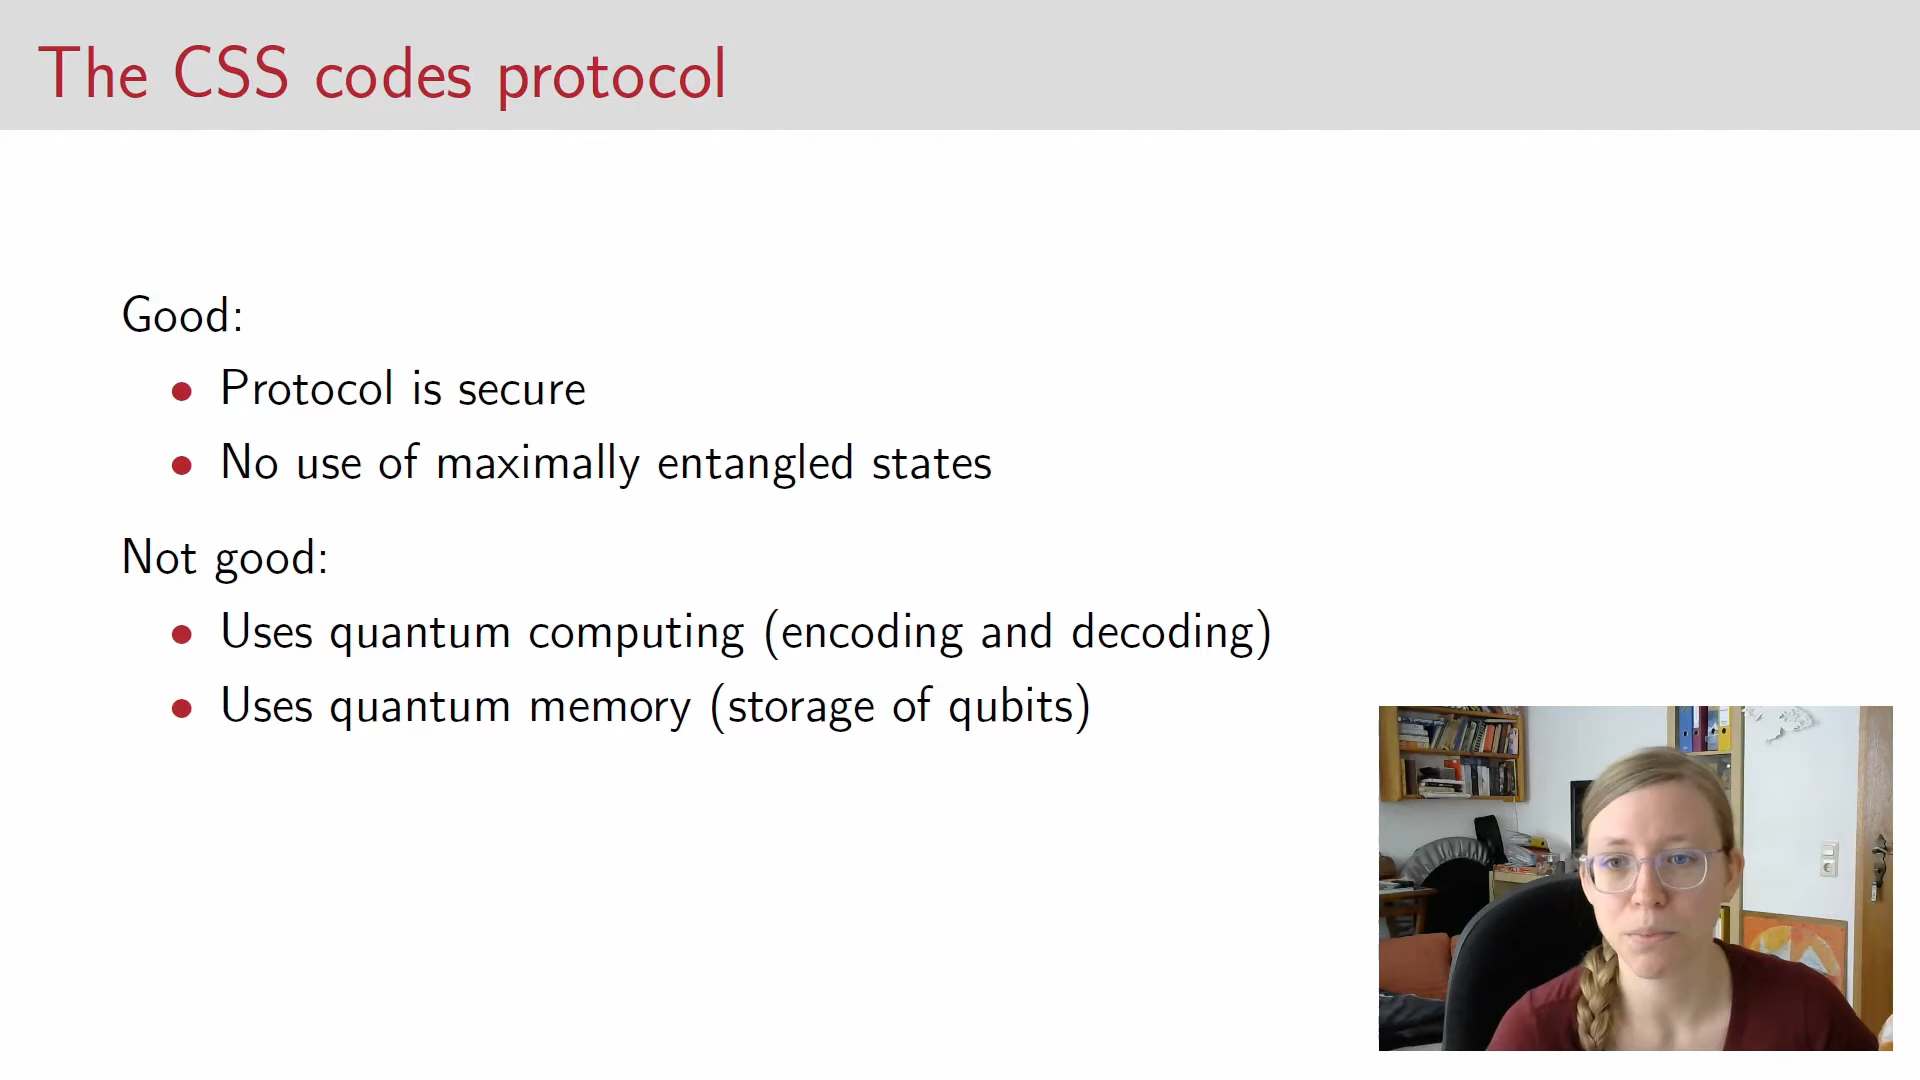 The CSS codes protocol
Good:
• Protocol is secure
• No use of maximally entangled states
Not good:
• Uses quantum computing (encoding and decoding)
• Uses quantum memory (storage of qubits)